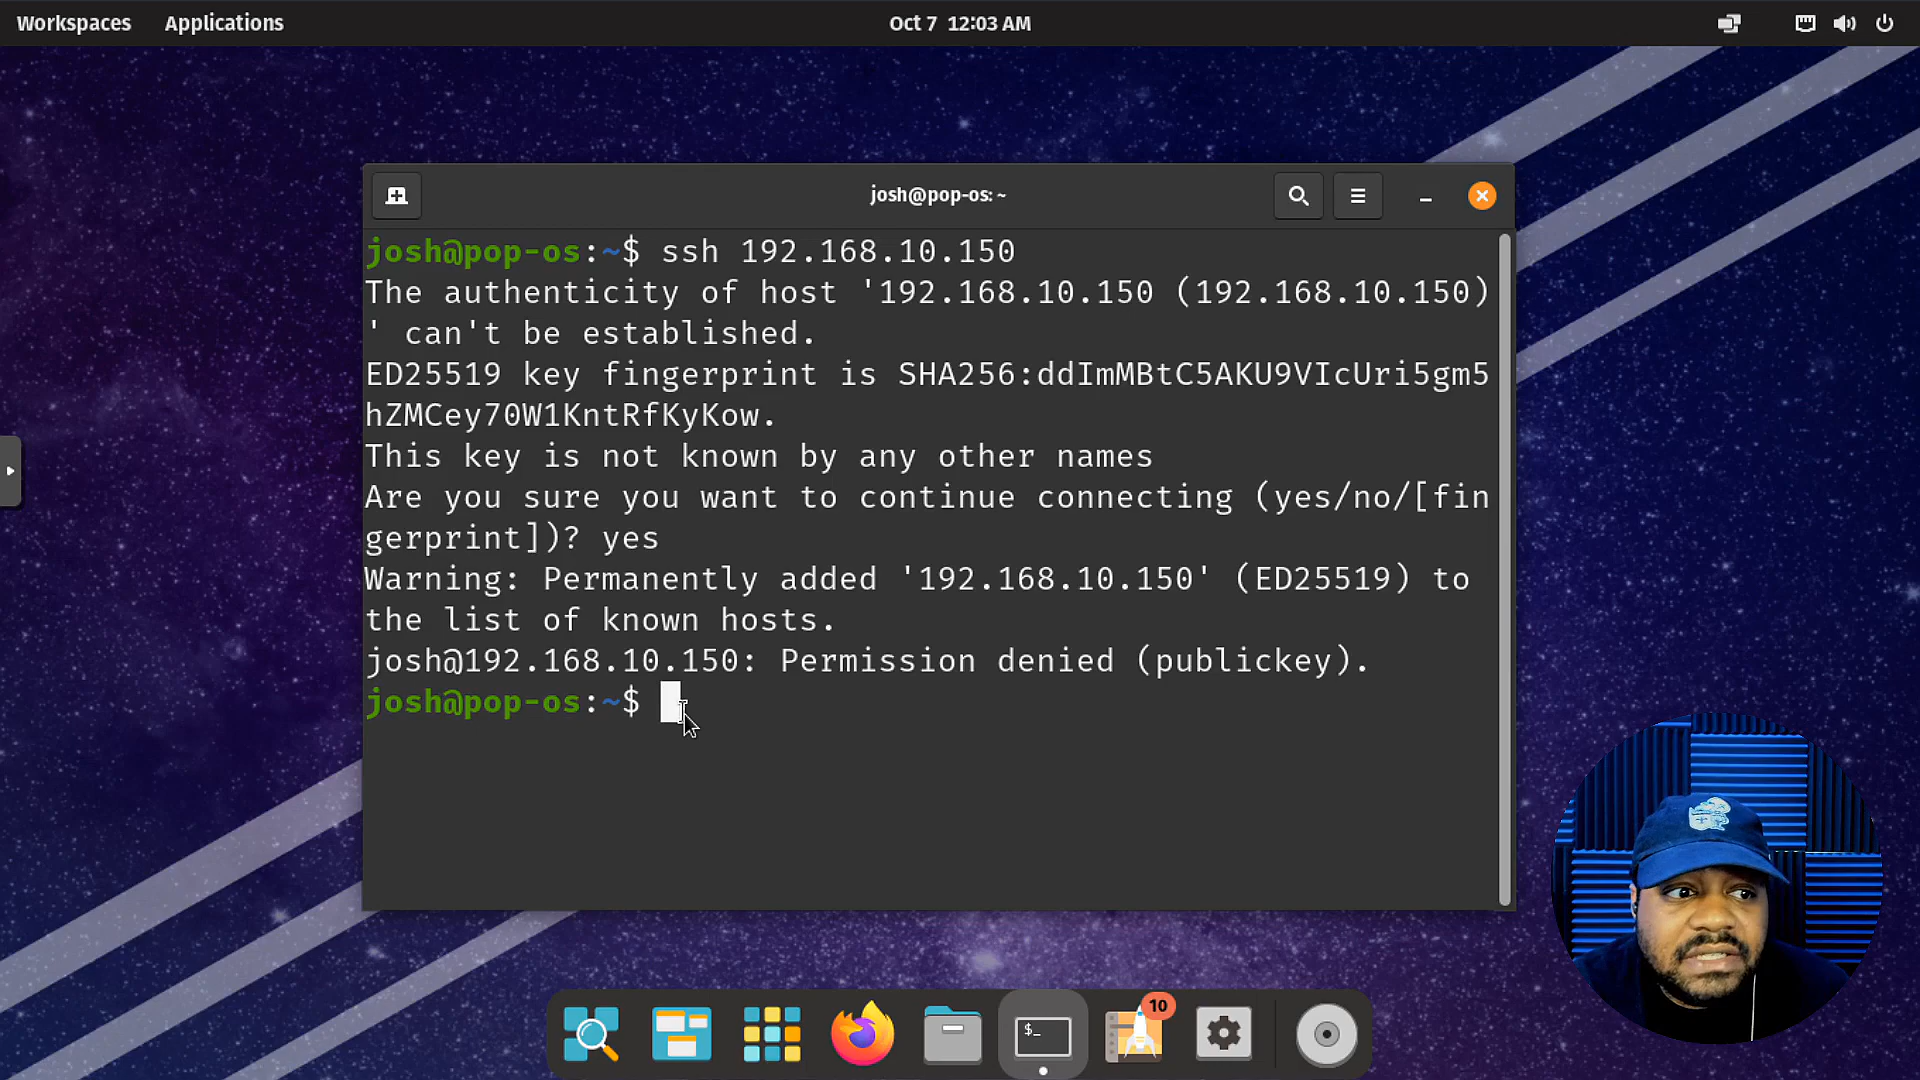 Workspaces Applications Oct 7 12:03 AM
josh@pop-os: ~
josh@pop-os:~$ ssh 192.168.10.150
The authenticity of host '192.168.10.150 (192.168.10.150)
' can't be established.
ED25519 key fingerprint is SHA256:ddImMBtC5AKU9VIcUri5gm5
hZMCey70W1KntRfKyKow.
This key is not known by any other names
Are you sure you want to continue connecting (yes/no/[fin
gerprint])? yes
Warning: Permanently added '192.168.10.150' (ED25519) to
the list of known hosts.
josh@192.168.10.150: Permission denied (publickey).
josh@pop-os:~$
$_
10